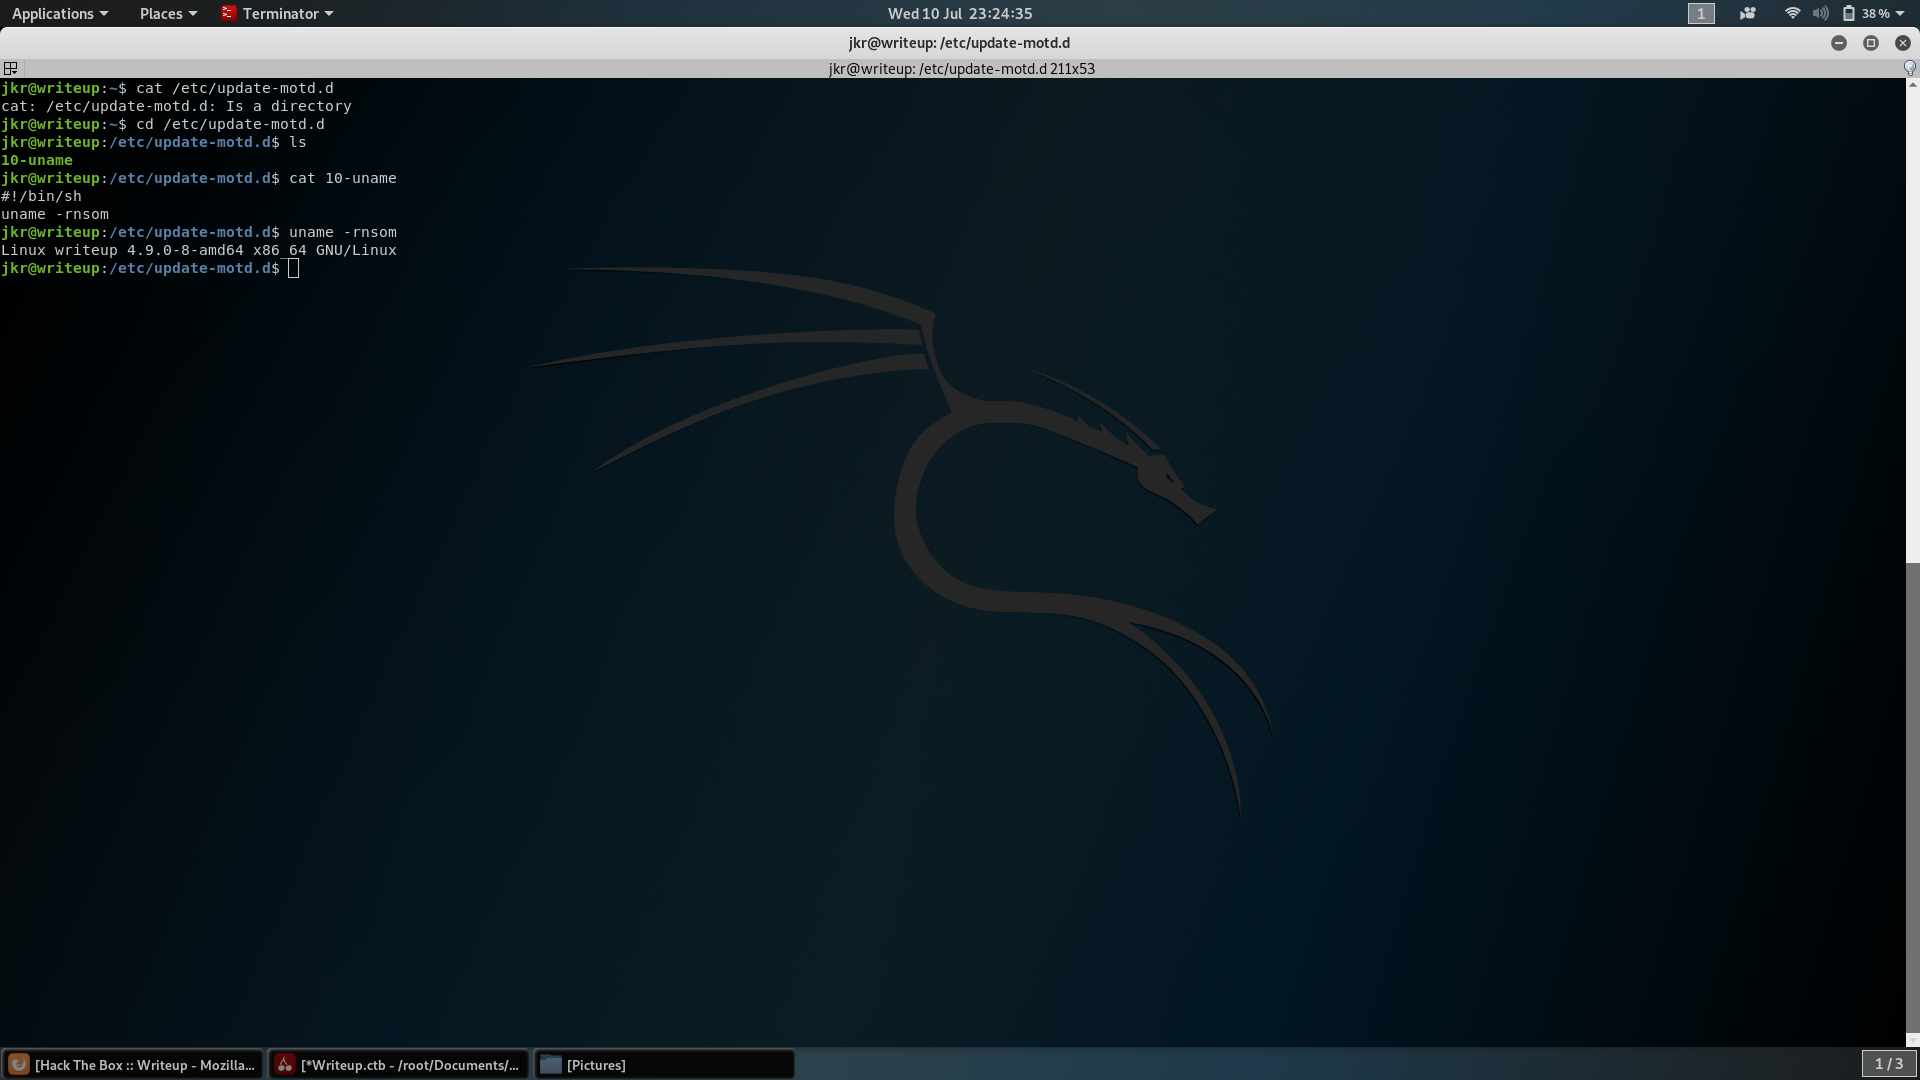 Applications Places Terminator Wed 10 Jul 23:24:35 1 38 %
jkr@writeup: /etc/update-motd.d
jkr@writeup: /etc/update-motd.d 211x53
jkr@writeup:~$ cat /etc/update-motd.d
cat: /etc/update-motd.d: Is a directory
jkr@writeup:~$ cd /etc/update-motd.d
jkr@writeup:/etc/update-motd.d$ ls
10-uname
jkr@writeup:/etc/update-motd.d$ cat 10-uname
#!/bin/sh
uname -rnsom
jkr@writeup:/etc/update-motd.d$ uname -rnsom
Linux writeup 4.9.0-8-amd64 x86_64 GNU/Linux
jkr@writeup:/etc/update-motd.d$
[Hack The Box :: Writeup - Mozilla... [*Writeup.ctb - /root/Documents/... [Pictures] 1 / 3